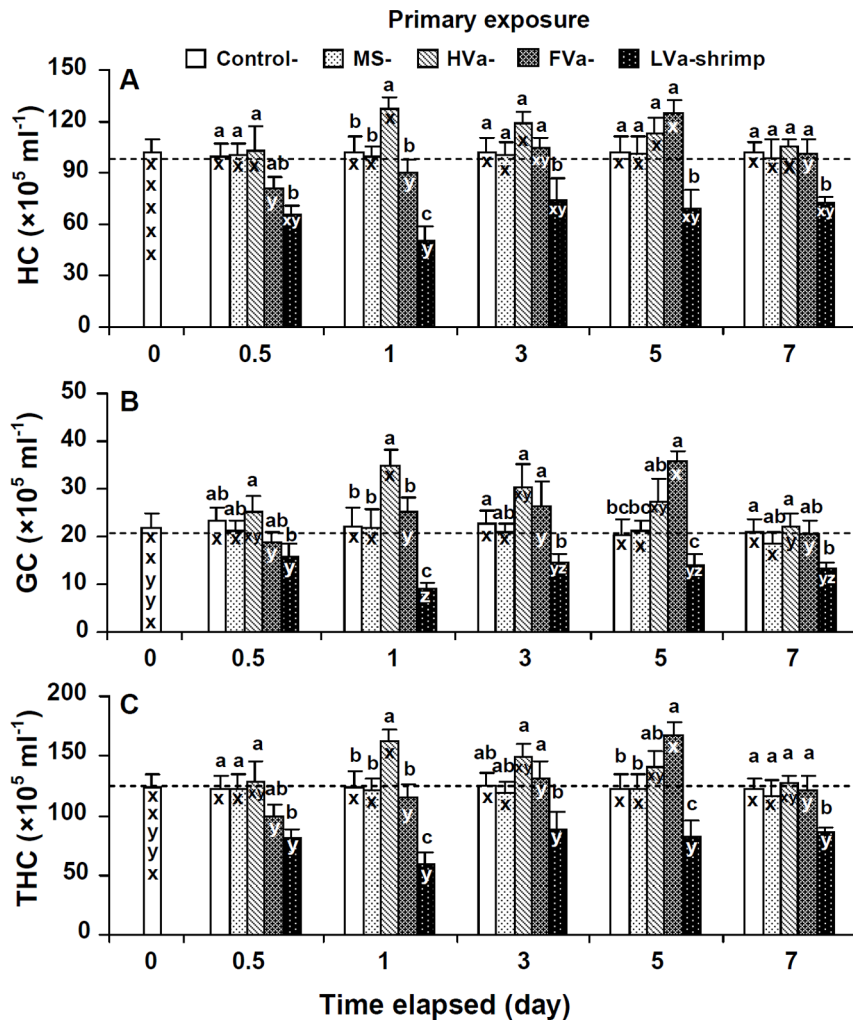 Primary exposure
Control- MS- HVa- FVa- LVa-shrimp
A
HC (×10⁵ ml⁻¹)
150
120
90
60
30
0
x x x x x
a a a ab b
x x x y xy
b b a b c
x x x y y
a a a a b
x x x xy xy
a a a a b
x x x x xy
a a a a b
x x x y xy
0 0.5 1 3 5 7
B
GC (×10⁵ ml⁻¹)
50
40
30
20
10
0
x x y y x
ab ab a ab b
x x xy y y
b b a b c
x x x y z
a ab a a b
x x xy y yz
bc bc ab a c
x x xy x yz
a ab a ab b
x x y y yz
0 0.5 1 3 5 7
C
THC (×10⁵ ml⁻¹)
200
150
100
50
0
x x y y x
a a a ab b
x x xy y y
b b a b c
x x x y y
ab ab a a b
x x xy y y
b b ab a c
x x xy x y
a a a a b
x x xy y y
0 0.5 1 3 5 7
Time elapsed (day)